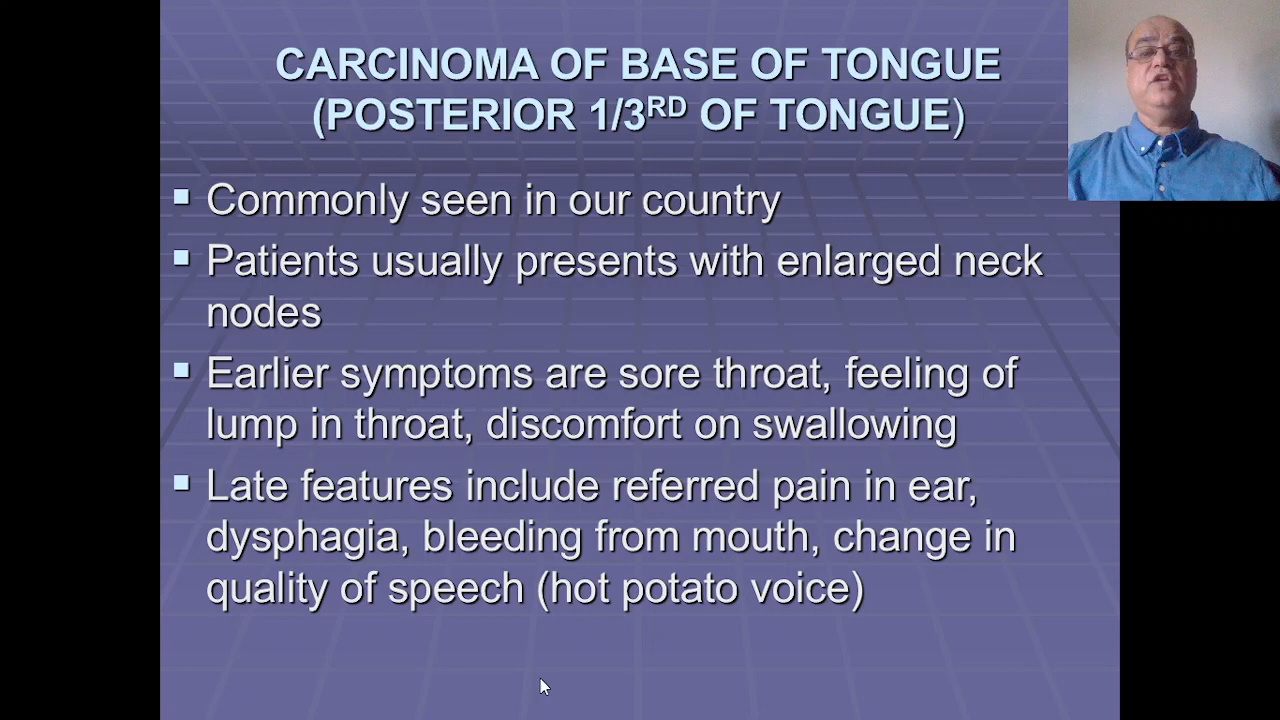 CARCINOMA OF BASE OF TONGUE
(POSTERIOR 1/3RD OF TONGUE)
Commonly seen in our country
Patients usually presents with enlarged neck
nodes
Earlier symptoms are sore throat, feeling of
lump in throat, discomfort on swallowing
Late features include referred pain in ear,
dysphagia, bleeding from mouth, change in
quality of speech (hot potato voice)